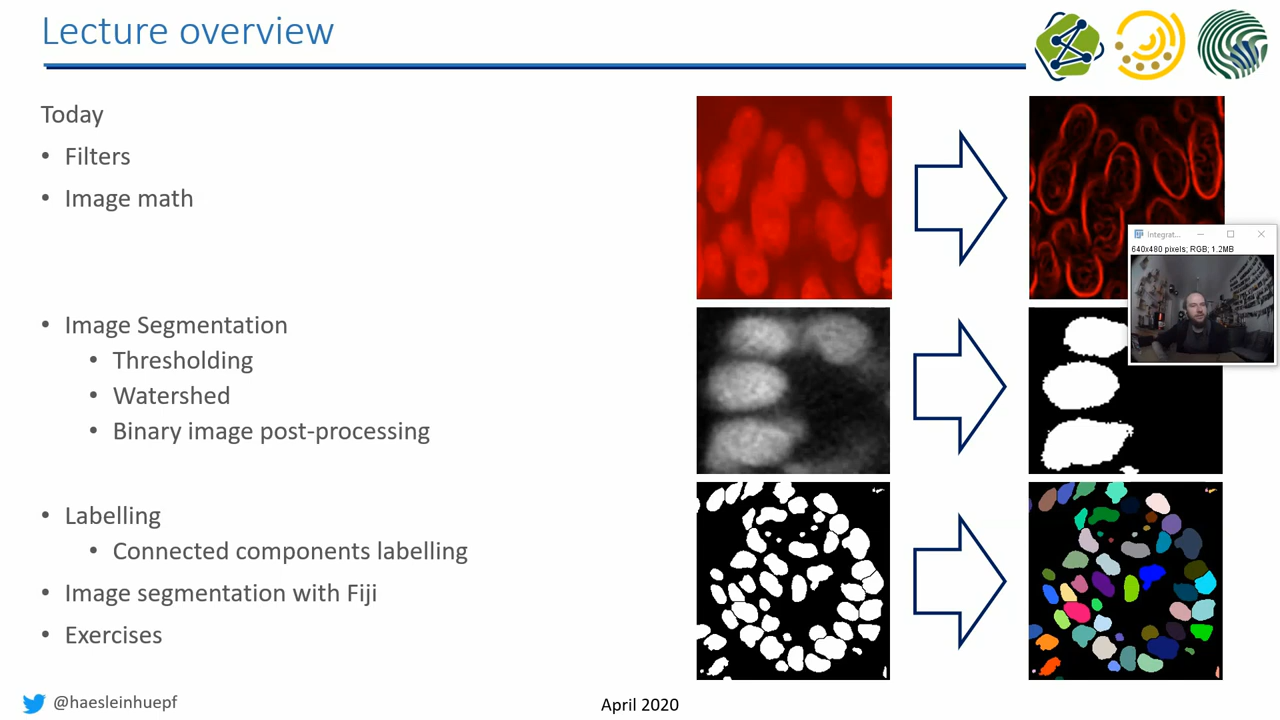 Lecture overview
Today
• Filters
• Image math
• Image Segmentation
• Thresholding
• Watershed
• Binary image post-processing
• Labelling
• Connected components labelling
• Image segmentation with Fiji
• Exercises
Integrat...
640x480 pixels; RGB; 1.2MB
@haesleinhuepf
April 2020